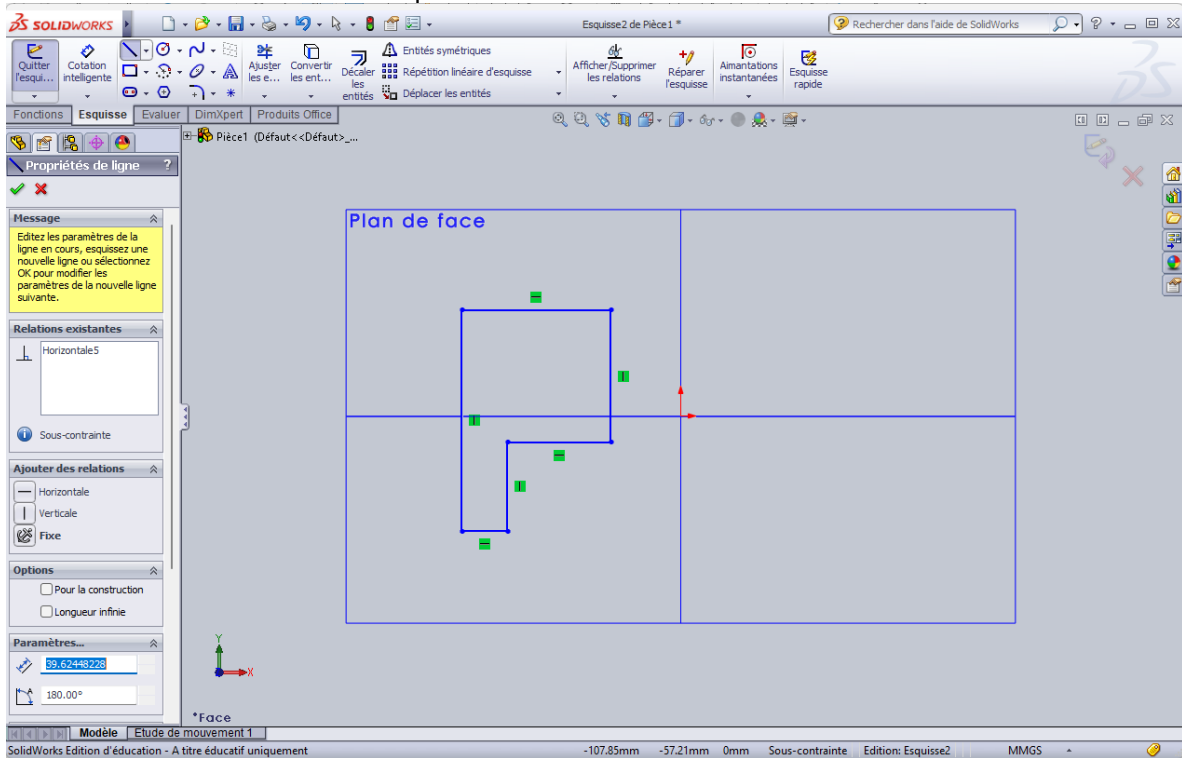 SOLIDWORKS
Esquisse2 de Pièce1 *
Rechercher dans l'aide de SolidWorks
Quitter l'esqui...
Cotation intelligente
Ajuster les e...
Convertir les ent...
Décaler les entités
Entités symétriques
Répétition linéaire d'esquisse
Déplacer les entités
Afficher/Supprimer les relations
Réparer l'esquisse
Aimantations instantanées
Esquisse rapide
Fonctions Esquisse Evaluer DimXpert Produits Office
Pièce1 (Défaut<<Défaut>_...
Propriétés de ligne ?
Message
Editez les paramètres de la
ligne en cours, esquissez une
nouvelle ligne ou sélectionnez
OK pour modifier les
paramètres de la nouvelle ligne
suivante.
Relations existantes
Horizontale5
Sous-contrainte
Ajouter des relations
Horizontale
Verticale
Fixe
Options
Pour la construction
Longueur infinie
Paramètres...
39.62448228
180.00°
Plan de face
Y
X
*Face
Modèle Etude de mouvement 1
SolidWorks Edition d'éducation - A titre éducatif uniquement
-107.85mm -57.21mm 0mm Sous-contrainte Edition: Esquisse2 MMGS